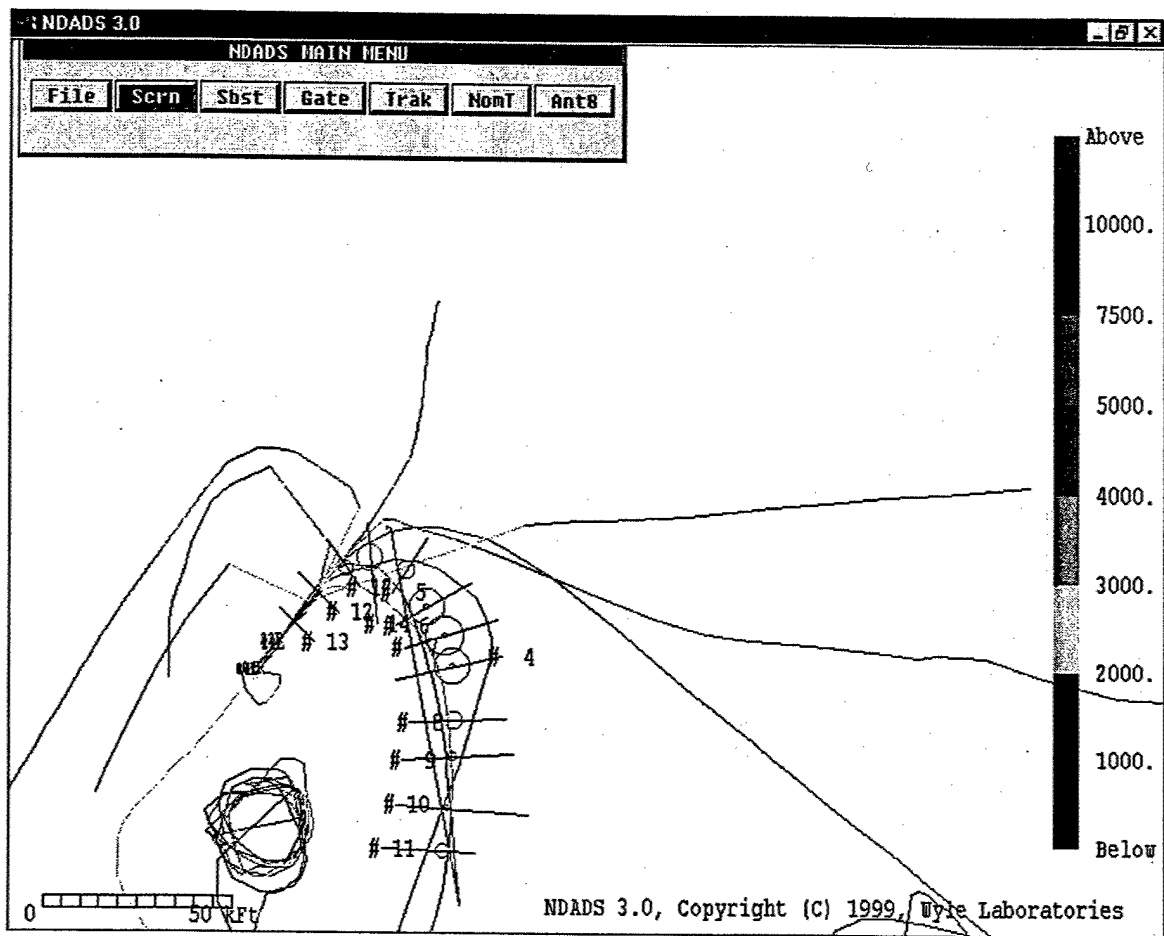 NDADS 3.0
NDADS MAIN MENU
File Scrn Sbst Gate Trak NomT Ant8
Above
10000.
7500.
5000.
4000.
3000.
2000.
1000.
Below
5
# 12
# 13
# 4
# 8
# 9
# 10
# 11
0 50 kFt
NDADS 3.0, Copyright (C) 1999, Wyle Laboratories